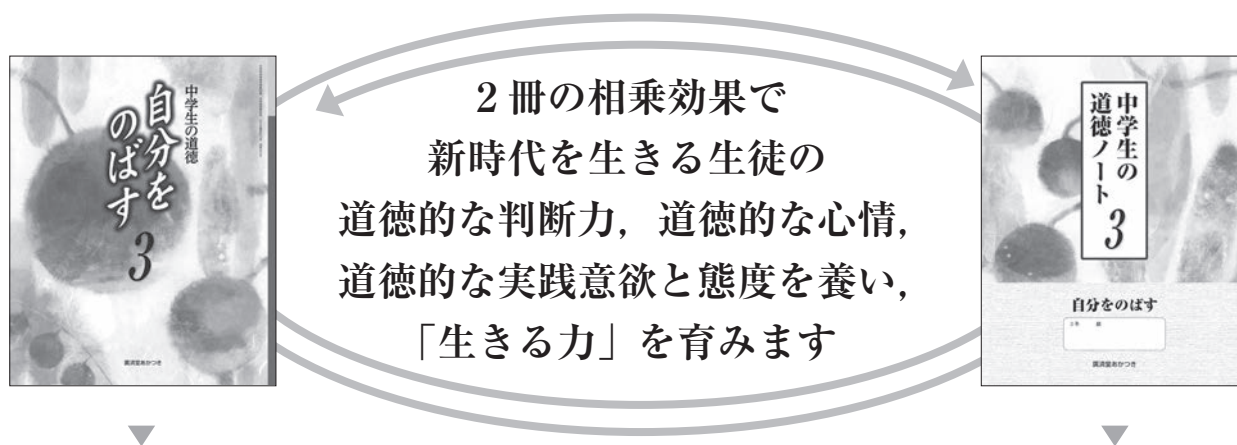 中学生の道徳
自分を
のばす
3
廣済堂あかつき
2冊の相乗効果で
新時代を生きる生徒の
道徳的な判断力，道徳的な心情，
道徳的な実践意欲と態度を養い，
「生きる力」を育みます
中学生の
道徳ノート
3
自分をのばす
廣済堂あかつき